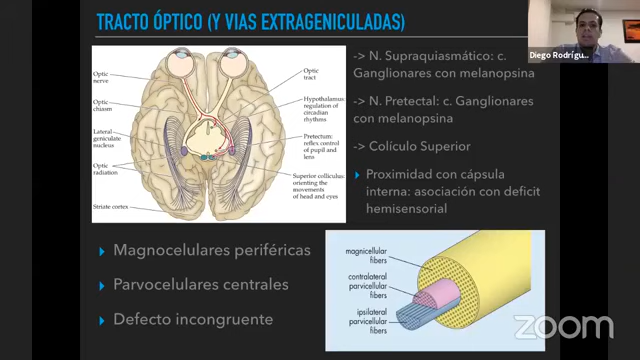 TRACTO ÓPTICO (Y VIAS EXTRAGENICULADAS)
Diego Rodrígu...
Optic
nerve
Optic
chiasm
Lateral
geniculate
nucleus
Optic
radiation
Striate cortex
Optic
tract
Hypothalamus:
regulation of
circadian
rhythms
Pretectum:
reflex control
of pupil and
lens
Superior colliculus:
orienting the
movements of
head and eyes
-> N. Supraquiasmático: c.
Ganglionares con melanopsina
-> N. Pretectal: c. Ganglionares
con melanopsina
-> Colículo Superior
Proximidad con cápsula
interna: asociación con deficit
hemisensorial
Magnocelulares periféricas
Parvocelulares centrales
Defecto incongruente
magnicellular
fibers
contralateral
parvicellular
fibers
ipsilateral
parvicellular
fibers
zoom